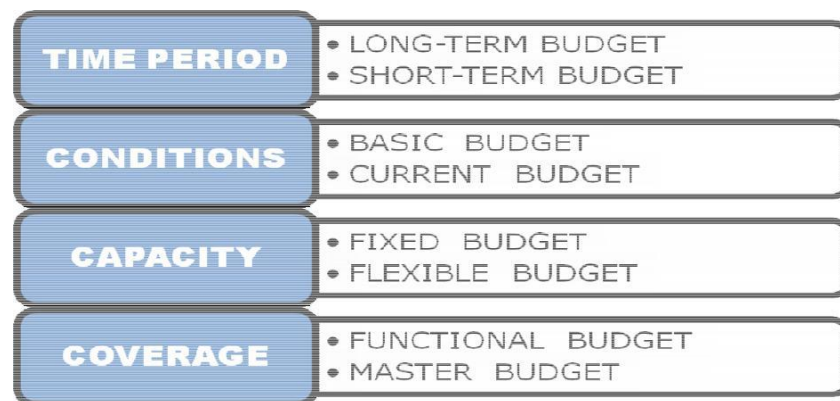 TIME PERIOD
• LONG-TERM BUDGET
• SHORT-TERM BUDGET
CONDITIONS
• BASIC BUDGET
• CURRENT BUDGET
CAPACITY
• FIXED BUDGET
• FLEXIBLE BUDGET
COVERAGE
• FUNCTIONAL BUDGET
• MASTER BUDGET